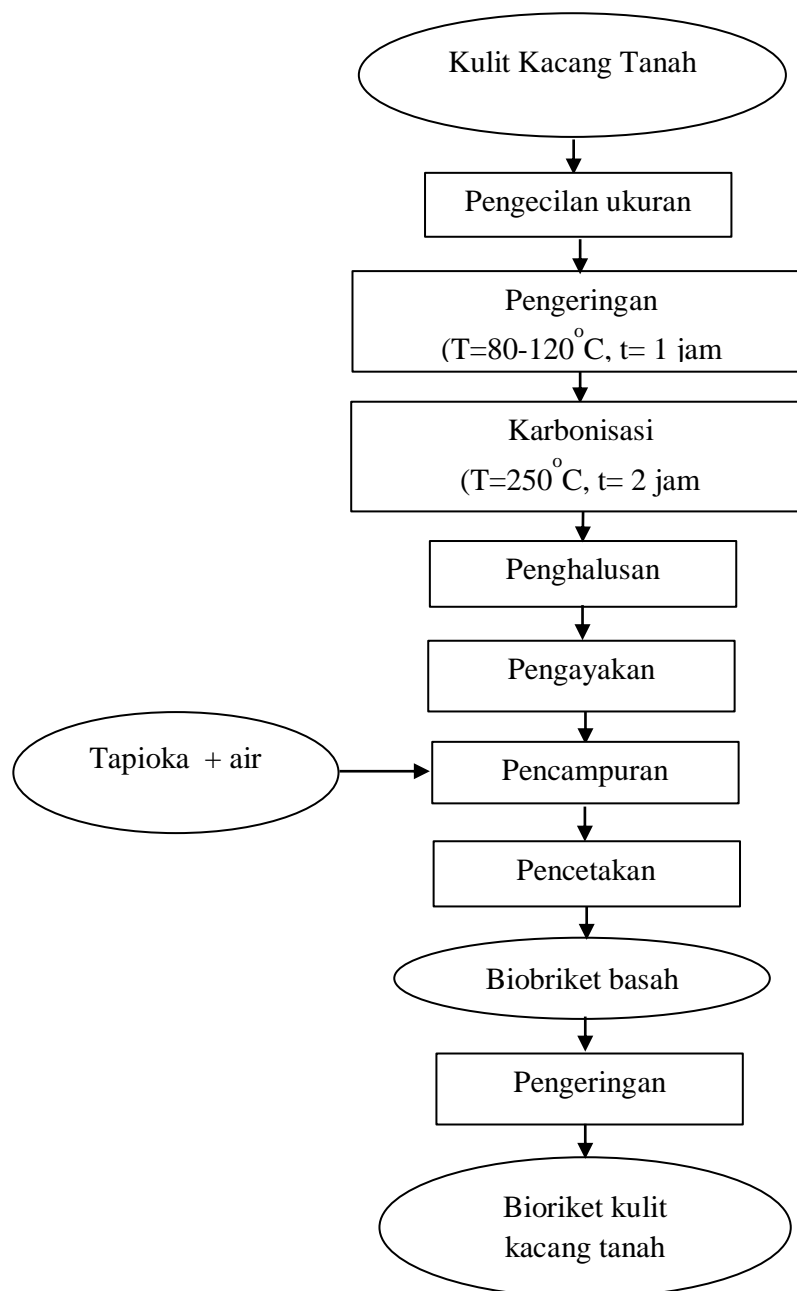 Kulit Kacang Tanah
Pengecilan ukuran
Pengeringan
(T=80-120°C, t= 1 jam
Karbonisasi
(T=250°C, t= 2 jam
Penghalusan
Pengayakan
Tapioka + air
Pencampuran
Pencetakan
Biobriket basah
Pengeringan
Bioriket kulit
kacang tanah